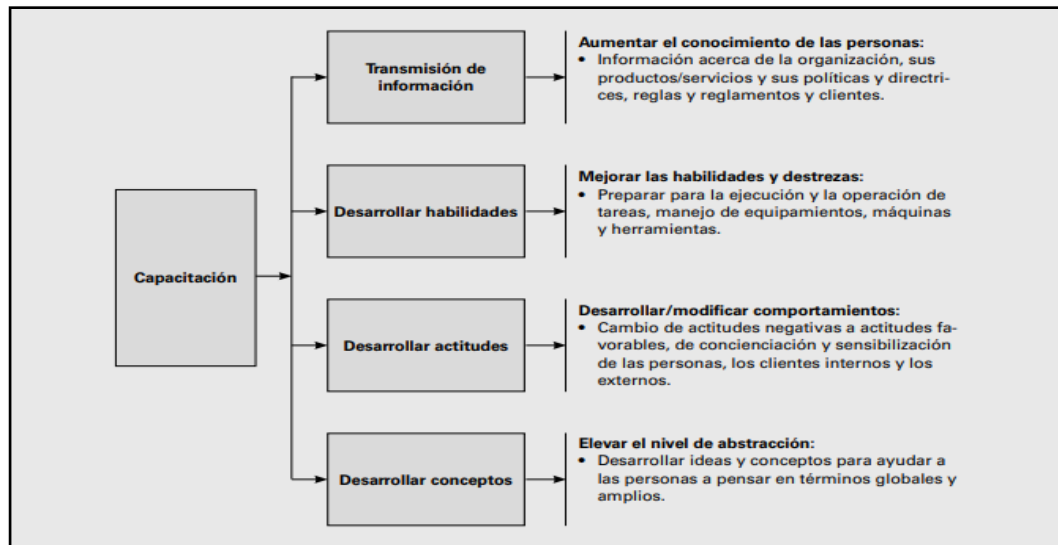 Capacitación
Transmisión de
información
Aumentar el conocimiento de las personas:
• Información acerca de la organización, sus
productos/servicios y sus políticas y directri-
ces, reglas y reglamentos y clientes.
Desarrollar habilidades
Mejorar las habilidades y destrezas:
• Preparar para la ejecución y la operación de
tareas, manejo de equipamientos, máquinas
y herramientas.
Desarrollar actitudes
Desarrollar/modificar comportamientos:
• Cambio de actitudes negativas a actitudes fa-
vorables, de concienciación y sensibilización
de las personas, los clientes internos y los
externos.
Desarrollar conceptos
Elevar el nivel de abstracción:
• Desarrollar ideas y conceptos para ayudar a
las personas a pensar en términos globales y
amplios.